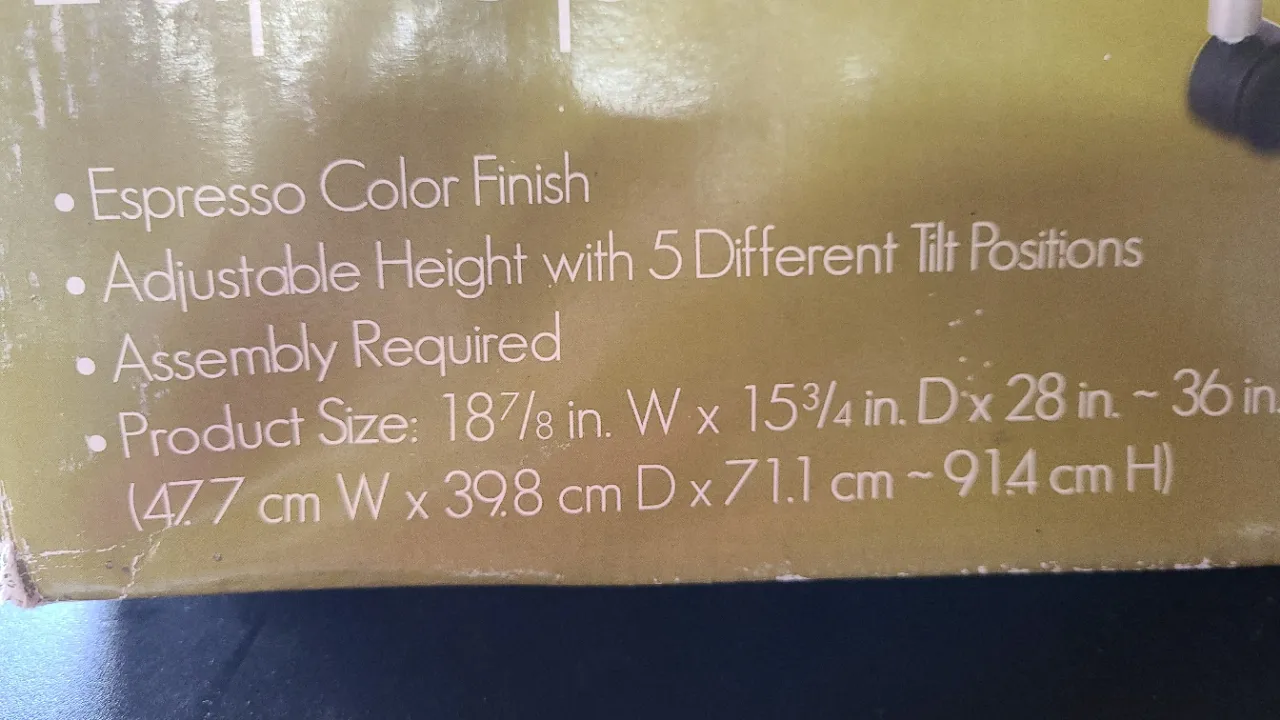 • Espresso Color Finish
• Adjustable Height with 5 Different Tilt Positions
• Assembly Required
• Product Size: 18⅞ in. W x 15¾ in. D x 28 in. ~ 36 in
(47.7 cm W x 39.8 cm D x 71.1 cm ~ 91.4 cm H)